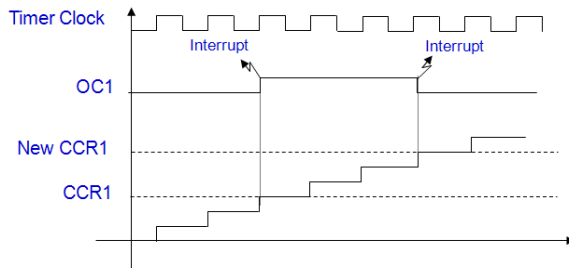 Timer Clock
Interrupt
Interrupt
OC1
New CCR1
CCR1